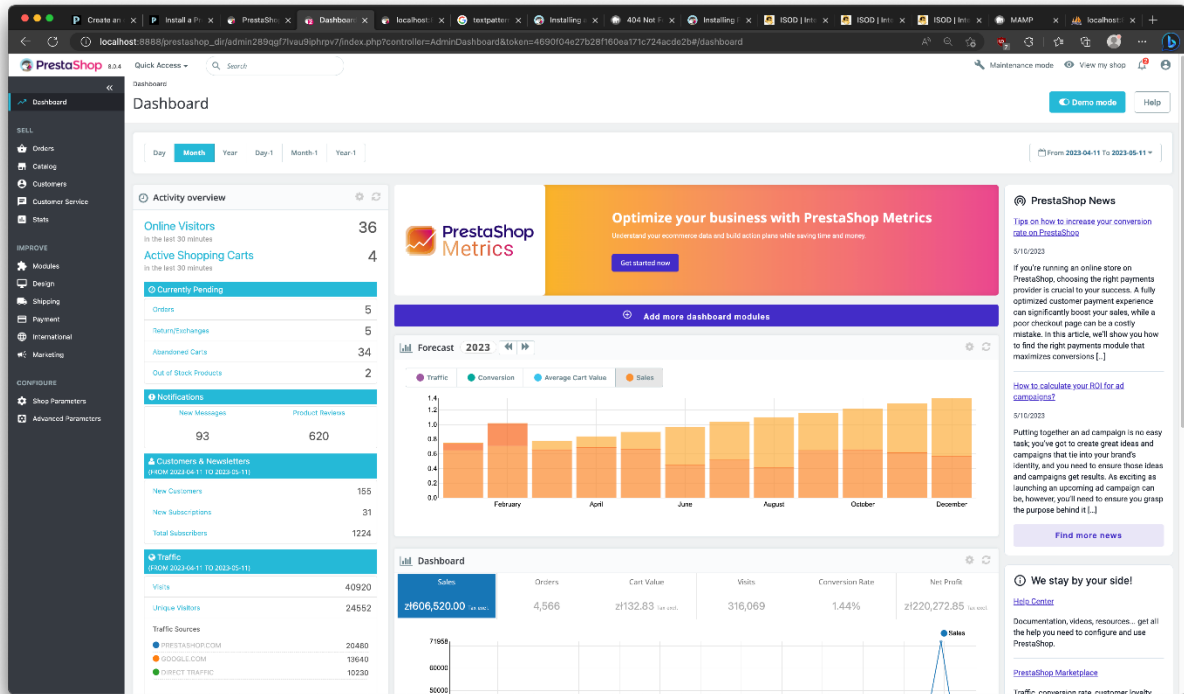 Create an
Install a Pr
PrestaSho
Dashboard
localhost:
textpattern
Installing
404 Not F
Installing
ISOD | Inte
ISOD | Inte
ISOD | Inte
MAMP
localhost:
localhost:8888/prestashop_dir/admin289qgf7lvau9iphrpv7/index.php?controller=AdminDashboard&token=4690f04e27b28f160ea171c724acde2b#/dashboard
PrestaShop 8.0.4
Quick Access
Search
Maintenance mode
View my shop
Dashboard
Dashboard
Demo mode
Help
Dashboard
SELL
Orders
Catalog
Customers
Customer Service
Stats
IMPROVE
Modules
Design
Shipping
Payment
International
Marketing
CONFIGURE
Shop Parameters
Advanced Parameters
Day Month Year Day-1 Month-1 Year-1
From 2023-04-11 To 2023-05-11
Activity overview
Online Visitors 36
in the last 30 minutes
Active Shopping Carts 4
in the last 30 minutes
Currently Pending
Orders 5
Return/Exchanges 5
Abandoned Carts 34
Out of Stock Products 2
Notifications
New Messages Product Reviews
93 620
Customers & Newsletters
(FROM 2023-04-11 TO 2023-05-11)
New Customers 155
New Subscriptions 31
Total Subscribers 1224
Traffic
(FROM 2023-04-11 TO 2023-05-11)
Visits 40920
Unique Visitors 24552
Traffic Sources
PRESTASHOP.COM 20480
GOOGLE.COM 13640
DIRECT TRAFFIC 10230
PrestaShop
Metrics
Optimize your business with PrestaShop Metrics
Understand your ecommerce data and build action plans while saving time and money.
Get started now
Add more dashboard modules
Forecast 2023
Traffic Conversion Average Cart Value Sales
1.4
1.2
1.0
0.8
0.6
0.4
0.2
0.0
February April June August October December
Dashboard
Sales Orders Cart Value Visits Conversion Rate Net Profit
zł606,520.00 Tax excl. 4,566 zł132.83 Tax excl. 316,069 1.44% zł220,272.85 Tax excl.
Sales
71958
60000
50000
PrestaShop News
Tips on how to increase your conversion
rate on PrestaShop
5/10/2023
If you're running an online store on
PrestaShop, choosing the right payments
provider is crucial to your success. A fully
optimized customer payment experience
can significantly boost your sales, while a
poor checkout page can be a costly
mistake. In this article, we'll show you how
to find the right payments module that
maximizes conversions [...]
How to calculate your ROI for ad
campaigns?
5/10/2023
Putting together an ad campaign is no easy
task; you've got to create great ideas and
campaigns that tie into your brand's
identity, and you need to ensure those ideas
and campaigns get results. As exciting as
launching an upcoming ad campaign can
be, however, you'll need to ensure you grasp
the purpose behind it [...]
Find more news
We stay by your side!
Help Center
Documentation, videos, resources... get all
the help you need to configure and use
PrestaShop.
PrestaShop Marketplace
Traffic, conversion rate, customer loyalty